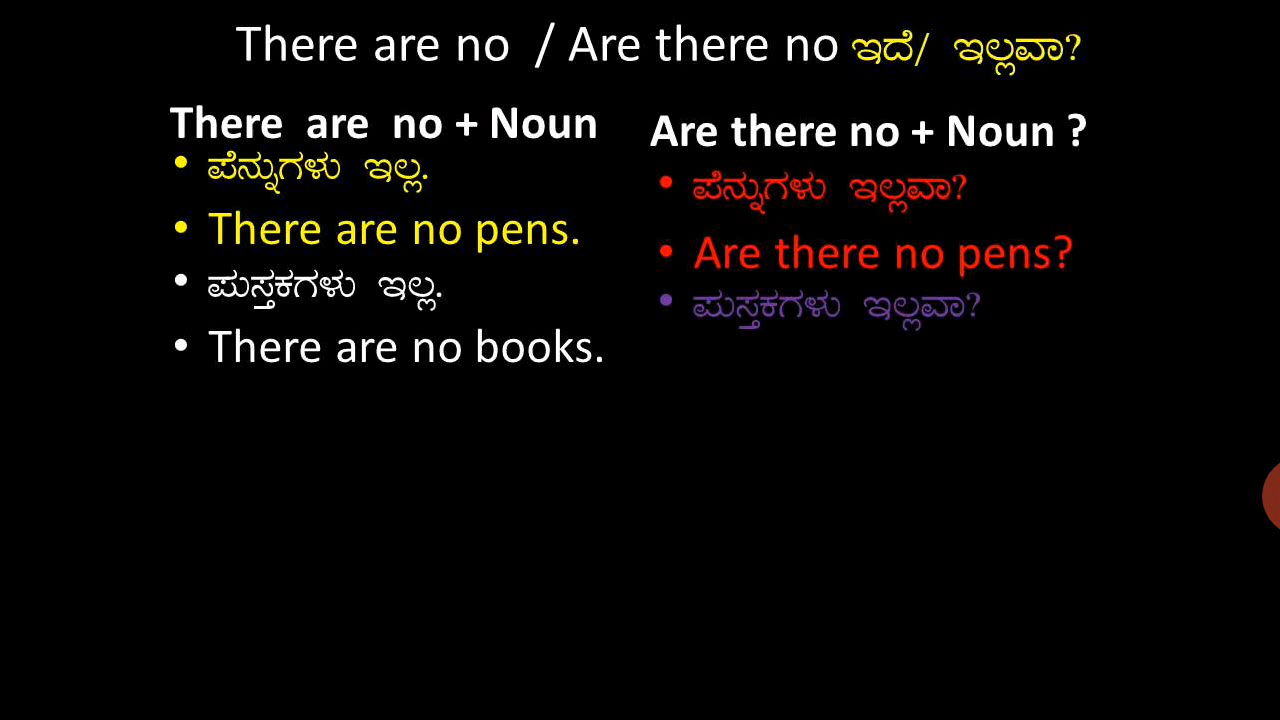 There are no / Are there no ಇದೆ/ ಇಲ್ಲವಾ?
There are no + Noun
• ಪೆನ್ನುಗಳು ಇಲ್ಲ.
• There are no pens.
• ಪುಸ್ತಕಗಳು ಇಲ್ಲ.
• There are no books.
Are there no + Noun ?
• ಪೆನ್ನುಗಳು ಇಲ್ಲವಾ?
• Are there no pens?
• ಪುಸ್ತಕಗಳು ಇಲ್ಲವಾ?